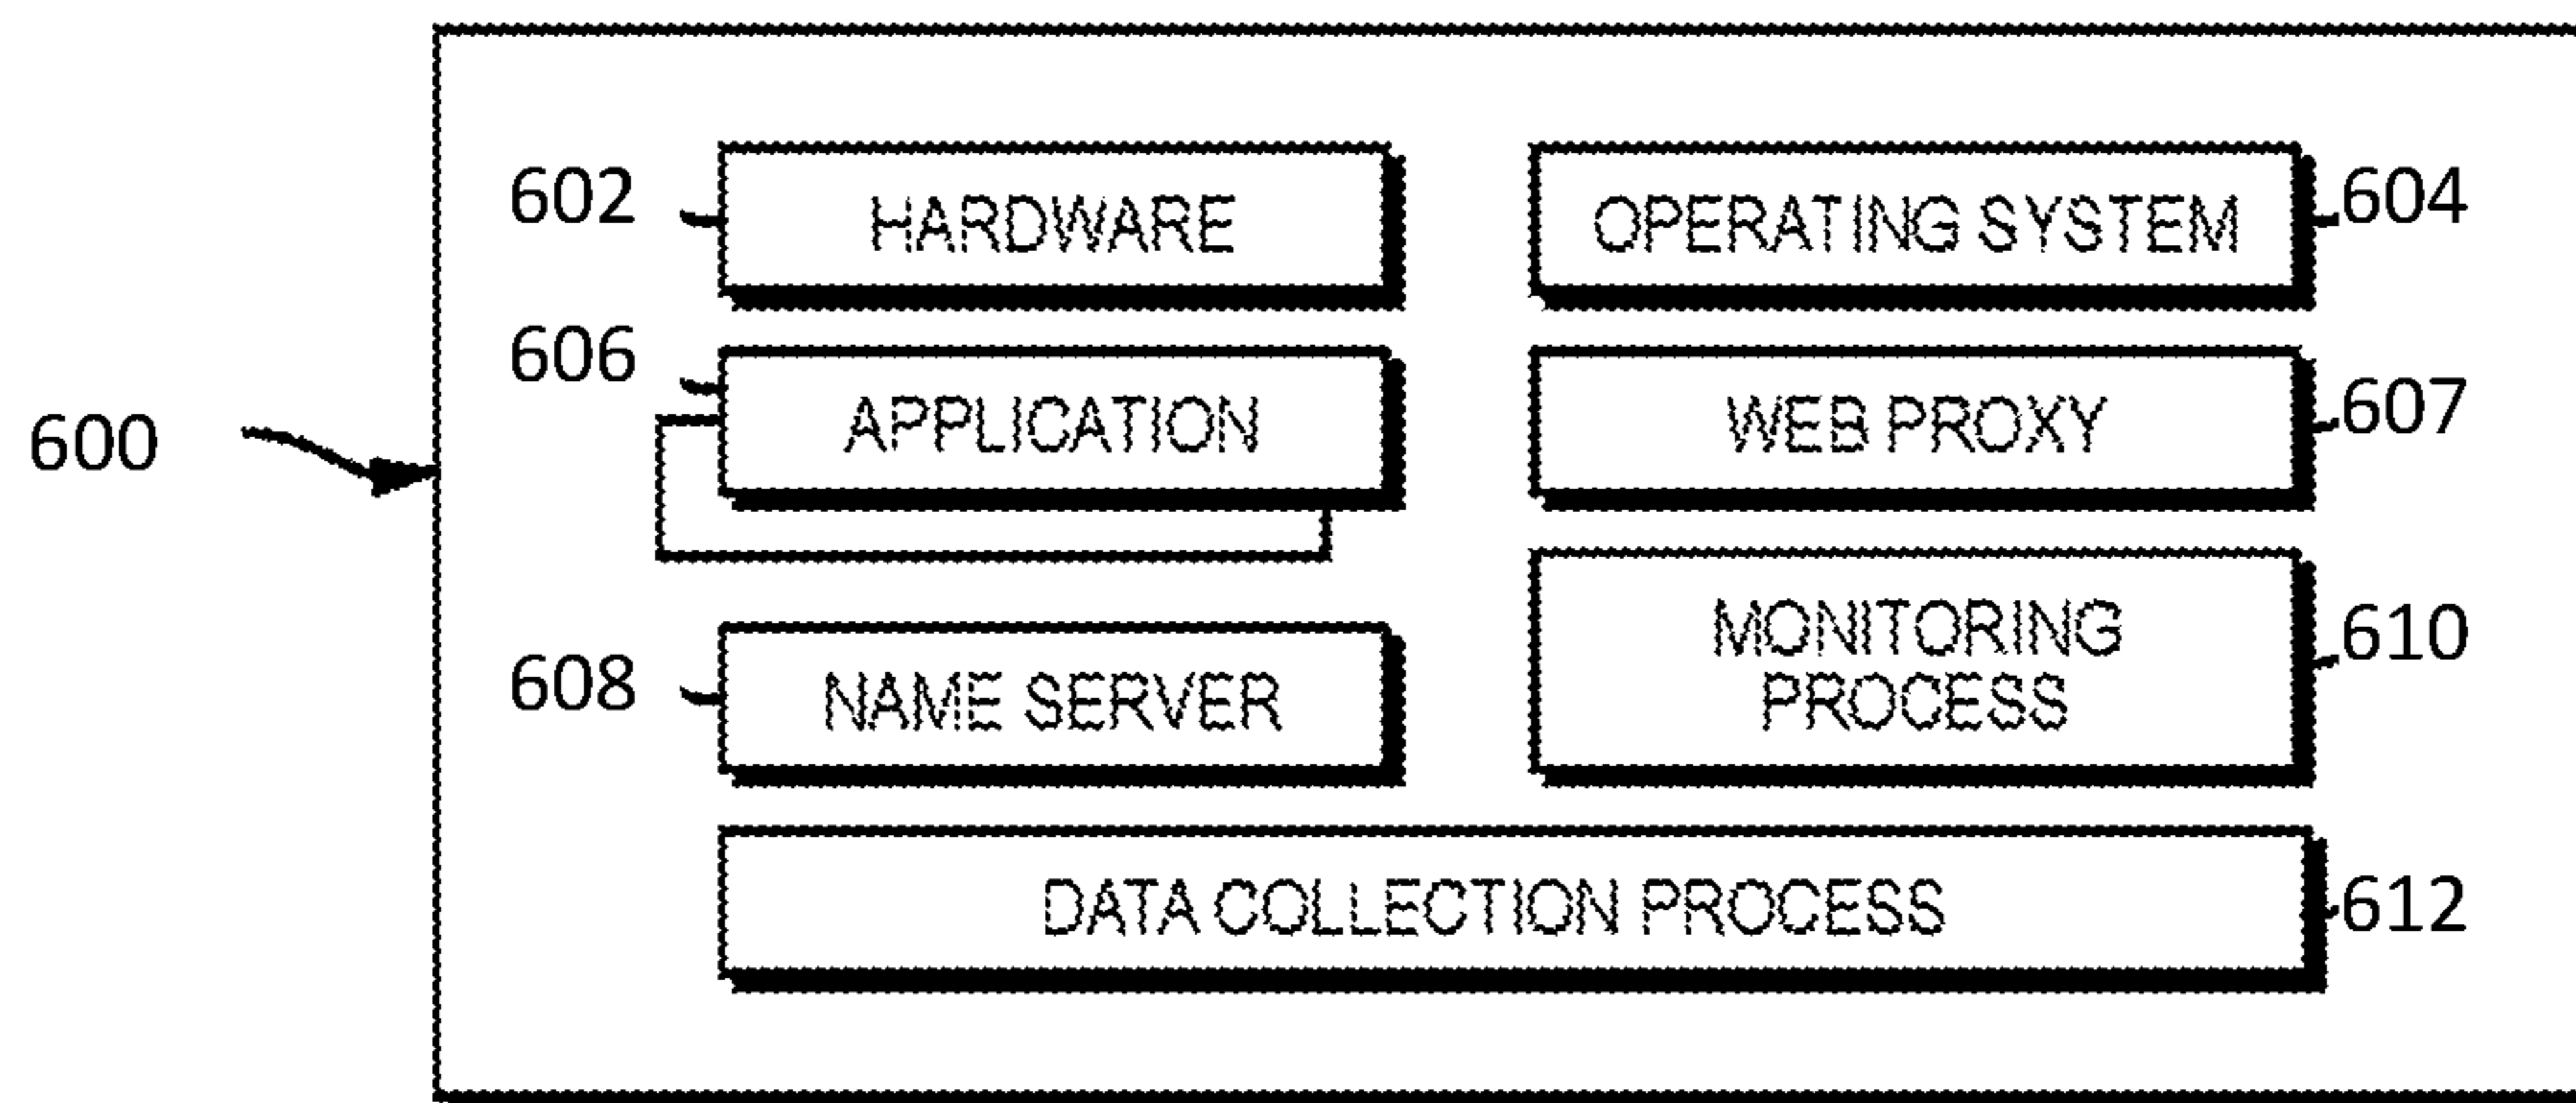 602
HARDWARE
OPERATING SYSTEM
604
606
APPLICATION
WEB PROXY
607
600
608
NAME SERVER
MONITORING
PROCESS
610
DATA COLLECTION PROCESS
612